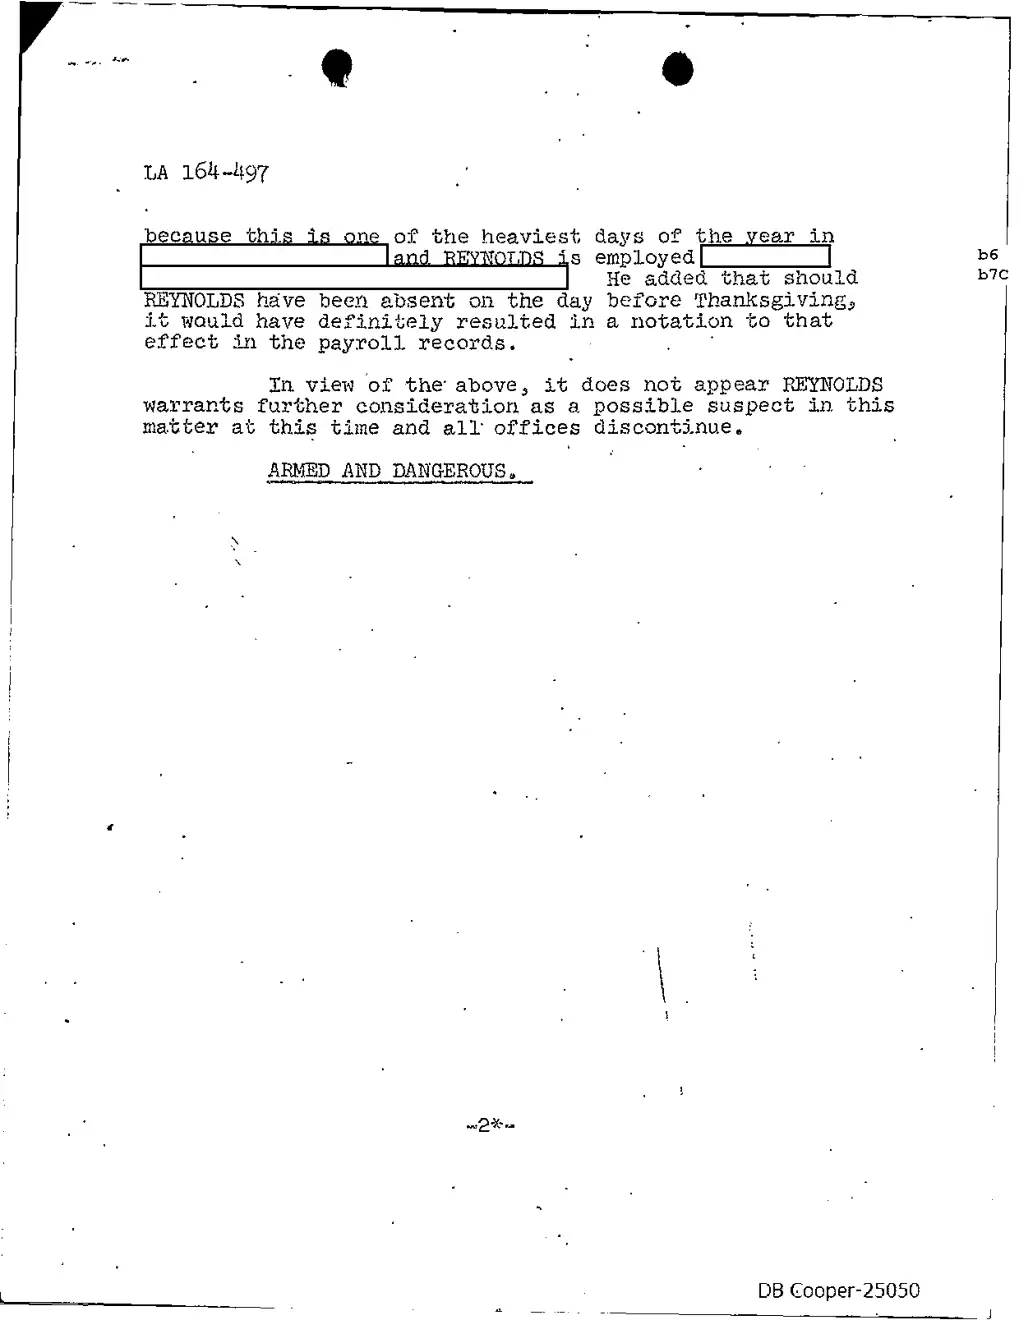 LA 164-497
because this is one of the heaviest days of the year in
and REYNOLDS is employed
b6
He added that should
b7C
REYNOLDS have been absent on the day before Thanksgiving,
it would have definitely resulted in a notation to that
effect in the payroll records.
In view of the above, it does not appear REYNOLDS
warrants further consideration as a possible suspect in this
matter at this time and all offices discontinue.
ARMED AND DANGEROUS.
-2*-
DB Cooper-25050